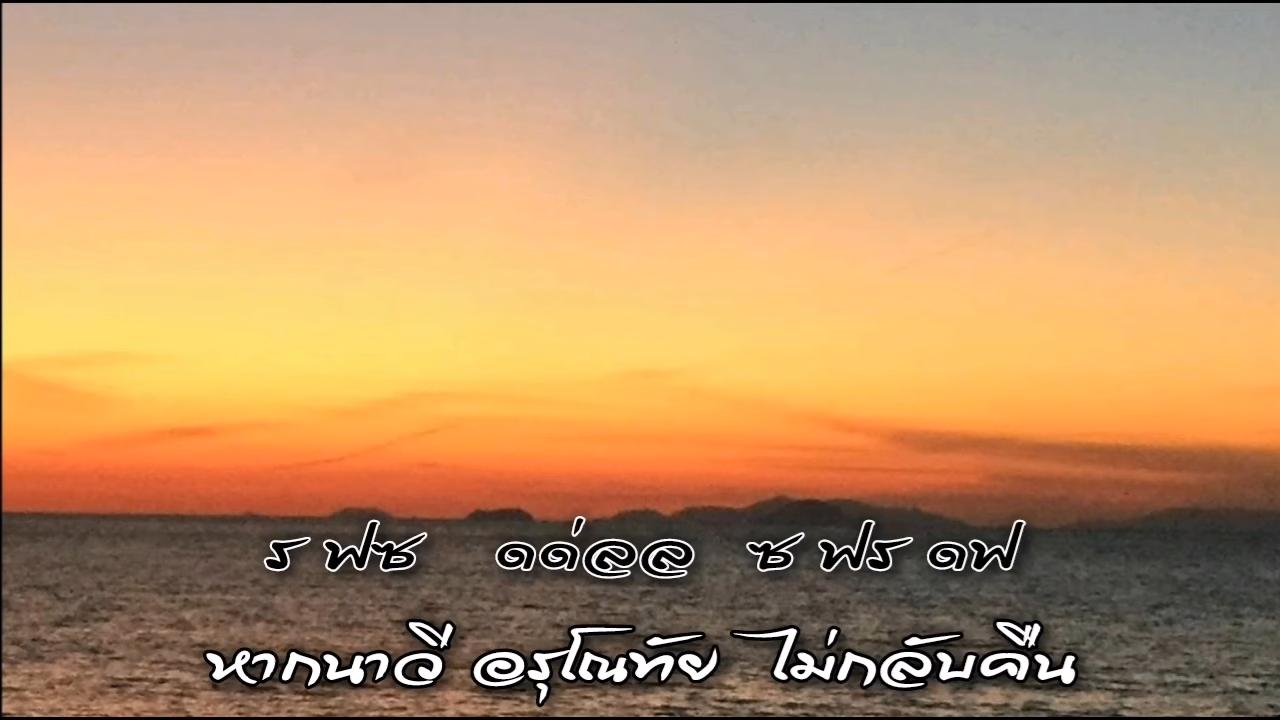 ร ฟซ ดด่ลล ซ ฟร ดฟ
หากนาวี อรุโณทัย ไม่กลับคืน